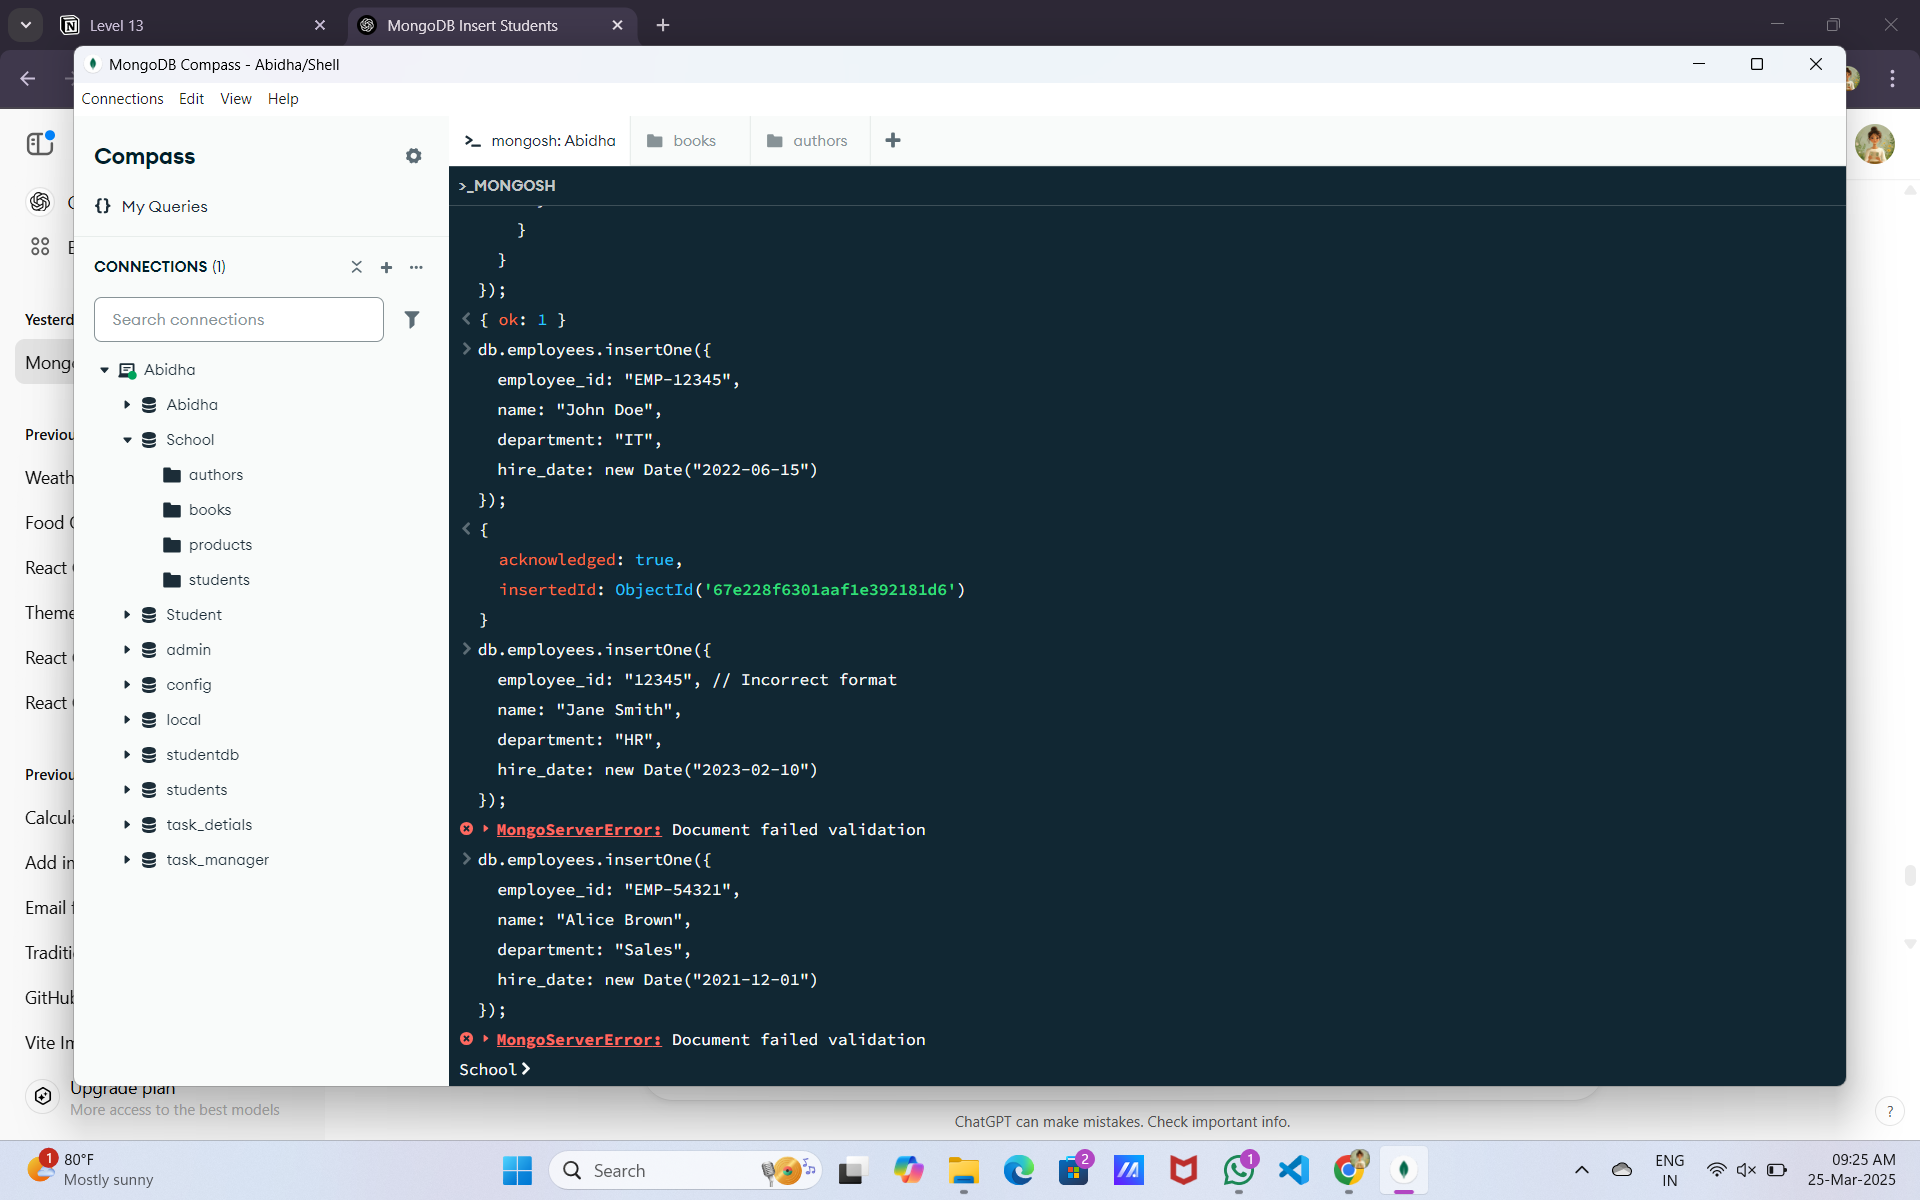 Level 13
MongoDB Insert Students
MongoDB Compass - Abidha/Shell
Connections Edit View Help
Compass
My Queries
CONNECTIONS (1)
Search connections
Abidha
Abidha
School
authors
books
products
students
Student
admin
config
local
studentdb
students
task_detials
task_manager
>_ mongosh: Abidha
books
authors
>_MONGOSH
}
}
});
{ ok: 1 }
db.employees.insertOne({
employee_id: "EMP-12345",
name: "John Doe",
department: "IT",
hire_date: new Date("2022-06-15")
});
{
acknowledged: true,
insertedId: ObjectId('67e228f6301aaf1e392181d6')
}
db.employees.insertOne({
employee_id: "12345", // Incorrect format
name: "Jane Smith",
department: "HR",
hire_date: new Date("2023-02-10")
});
MongoServerError: Document failed validation
db.employees.insertOne({
employee_id: "EMP-54321",
name: "Alice Brown",
department: "Sales",
hire_date: new Date("2021-12-01")
});
MongoServerError: Document failed validation
School>
Yesterd
Mong
Previou
Weath
Food
React
Theme
React
React
Previou
Calcula
Add in
Email
Traditi
GitHub
Vite In
Upgrade plan
More access to the best models
ChatGPT can make mistakes. Check important info.
?
1
80°F
Mostly sunny
Search
2
1
ENG
IN
09:25 AM
25-Mar-2025